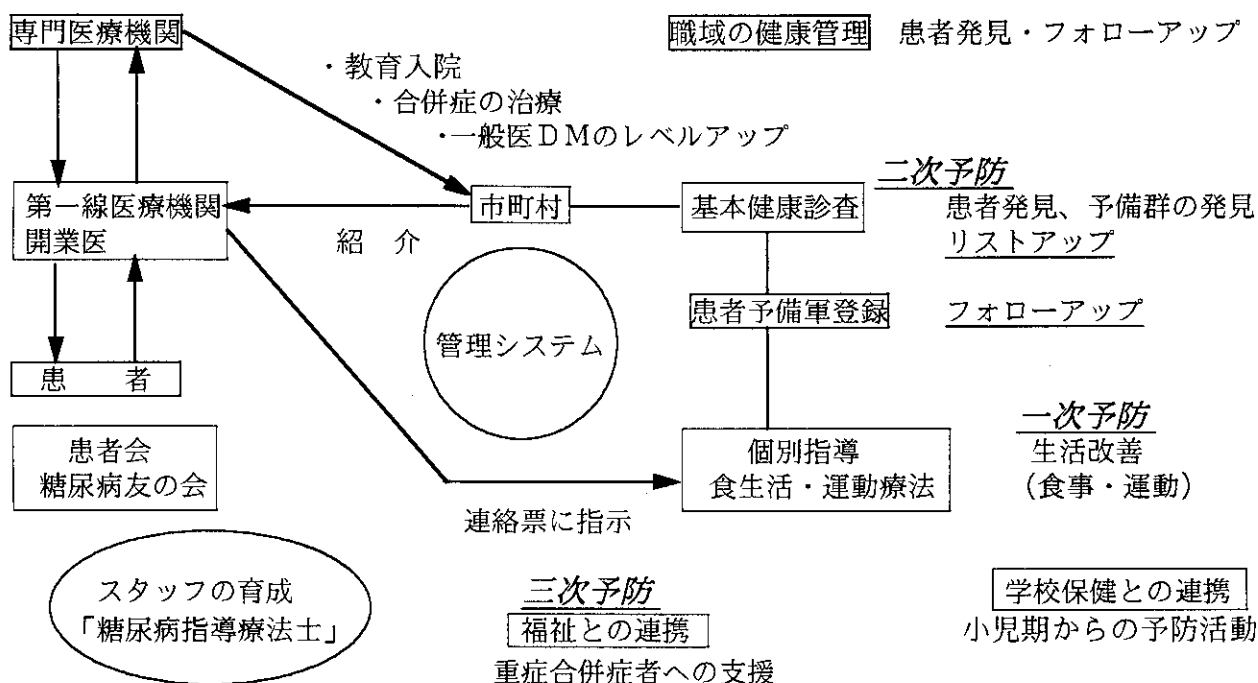 専門医療機関
職域の健康管理 患者発見・フォローアップ
・教育入院
・合併症の治療
・一般医DMのレベルアップ
二次予防
第一線医療機関
開業医
紹 介
市町村
基本健康診査
患者発見、予備群の発見
リストアップ
管理システム
患者予備軍登録
フォローアップ
患 者
患者会
糖尿病友の会
一次予防
個別指導
食生活・運動療法
生活改善
(食事・運動)
連絡票に指示
スタッフの育成
「糖尿病指導療法士」
三次予防
福祉との連携
重症合併症者への支援
学校保健との連携
小児期からの予防活動